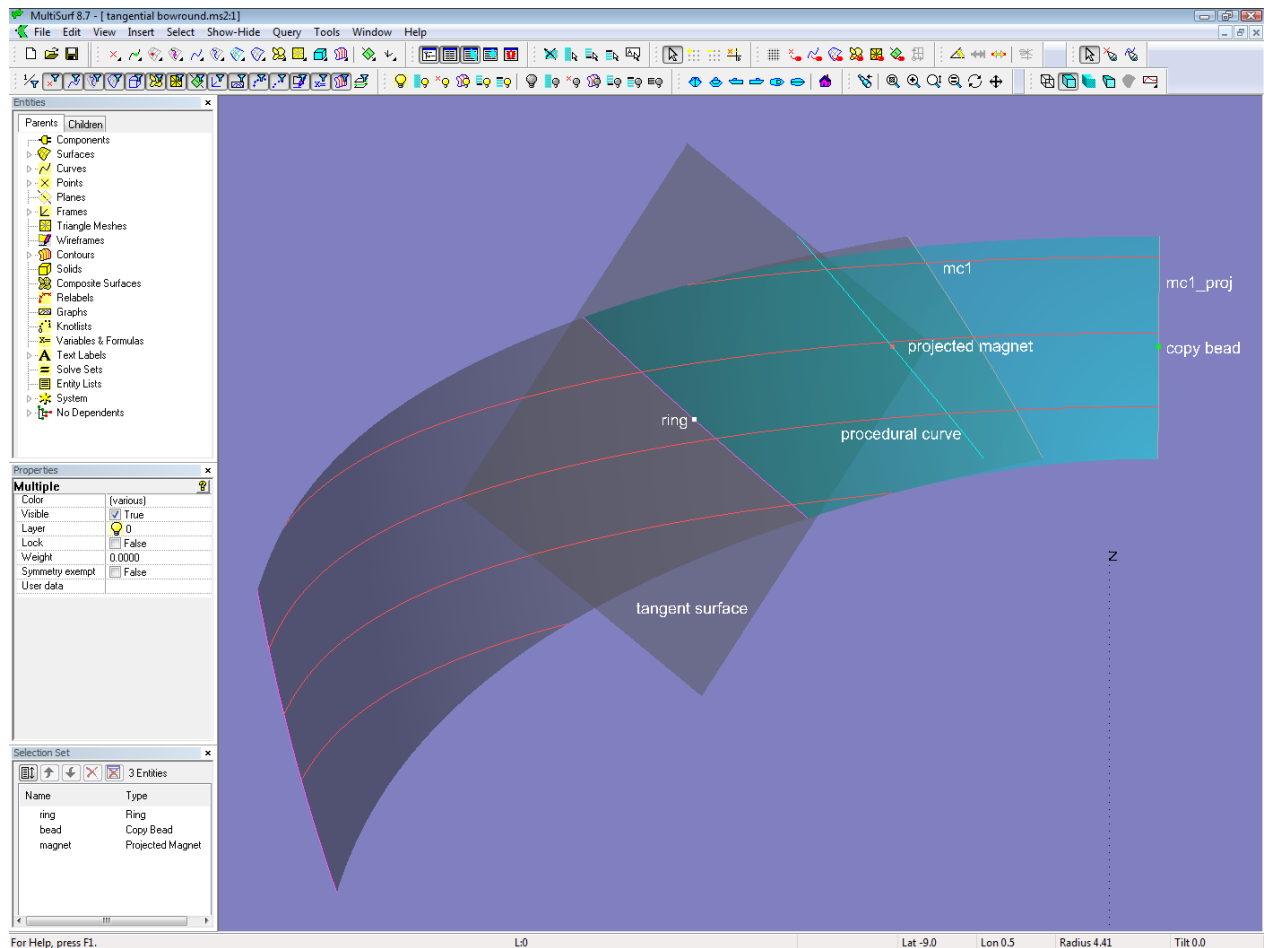 MultiSurf 8.7 - [ tangential bowround.ms2:1]
File Edit View Insert Select Show-Hide Query Tools Window Help
Entities
Parents Children
Components
Surfaces
Curves
Points
Planes
Frames
Triangle Meshes
Wireframes
Contours
Solids
Composite Surfaces
Relabels
Graphs
Knotlists
Variables & Formulas
Text Labels
Solve Sets
Entity Lists
System
No Dependents
Properties
Multiple
Color (various)
Visible True
Layer 0
Lock False
Weight 0.0000
Symmetry exempt False
User data
Selection Set
3 Entities
Name Type
ring Ring
bead Copy Bead
magnet Projected Magnet
mc1
mc1_proj
projected magnet
copy bead
ring
procedural curve
Z
tangent surface
For Help, press F1. L:0 Lat -9.0 Lon 0.5 Radius 4.41 Tilt 0.0